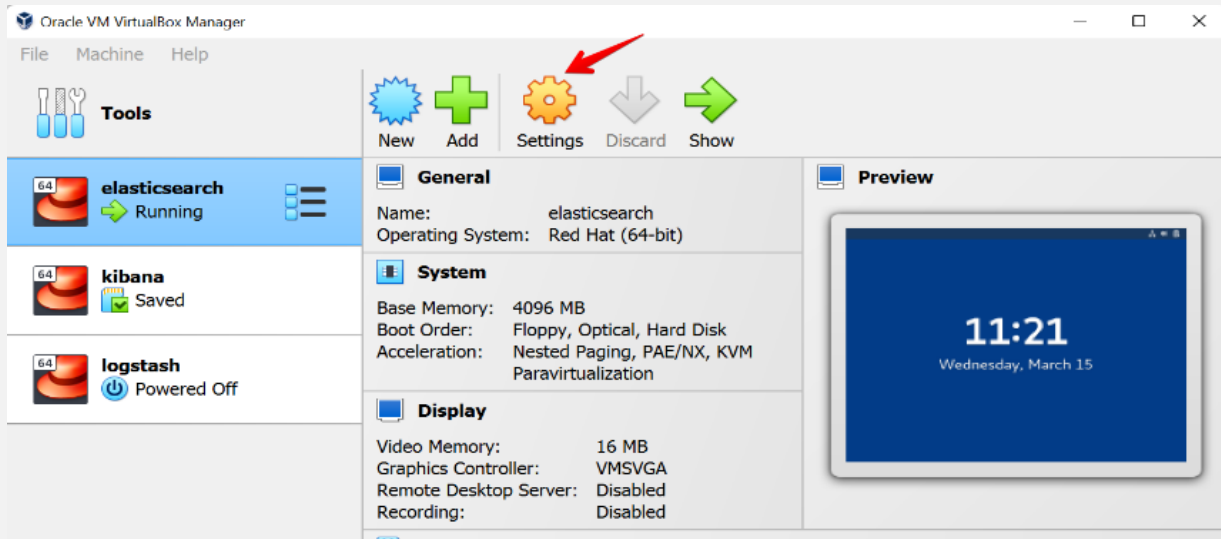 Oracle VM VirtualBox Manager
File Machine Help
Tools
New Add Settings Discard Show
64
elasticsearch
Running
64
kibana
Saved
64
logstash
Powered Off
General
Name: elasticsearch
Operating System: Red Hat (64-bit)
System
Base Memory: 4096 MB
Boot Order: Floppy, Optical, Hard Disk
Acceleration: Nested Paging, PAE/NX, KVM
Paravirtualization
Display
Video Memory: 16 MB
Graphics Controller: VMSVGA
Remote Desktop Server: Disabled
Recording: Disabled
Preview
11:21
Wednesday, March 15